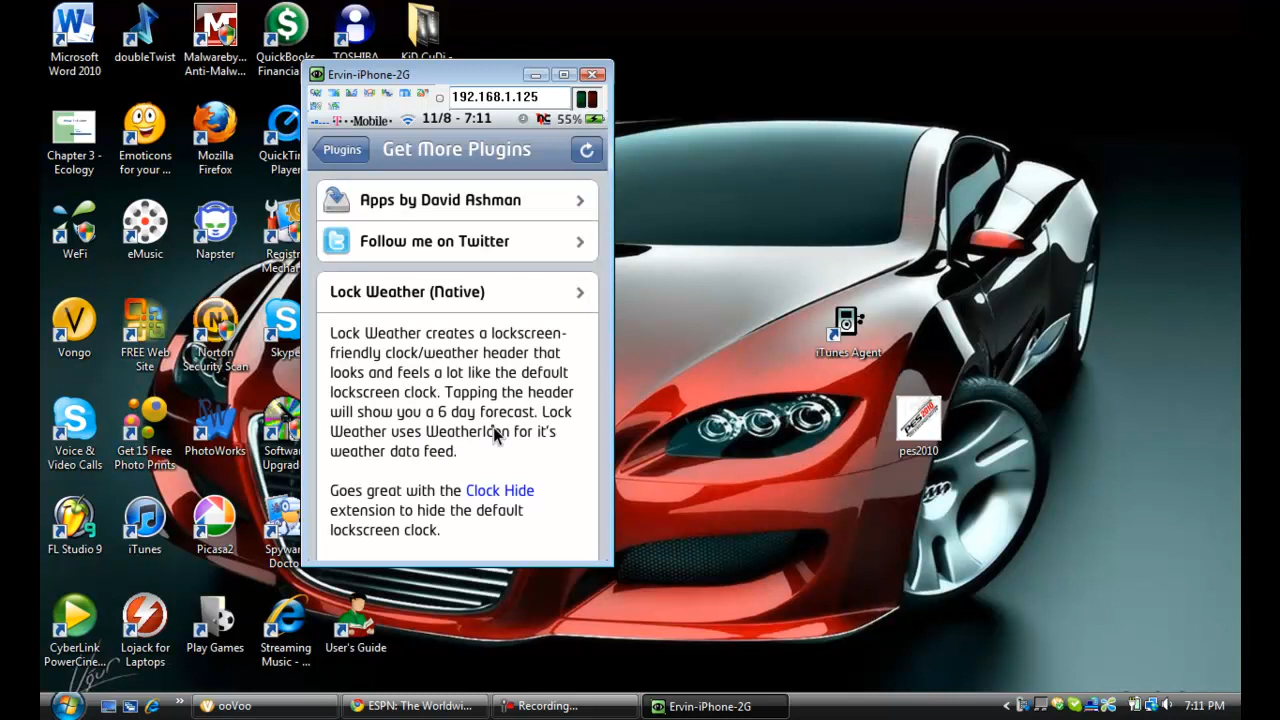 Microsoft
Word 2010
doubleTwist
Malwareby...
Anti-Malw...
QuickBooks
Financia
TOSHIBA
KiD CuDi -
Chapter 3 -
Ecology
Emoticons
for your ...
Mozilla
Firefox
QuickTi
Player
WeFi
eMusic
Napster
Registr
Mechan
Vongo
FREE Web
Site
Norton
Security Scan
Skype
Voice &
Video Calls
Get 15 Free
Photo Prints
PhotoWorks
Softwar
Upgrad
FL Studio 9
iTunes
Picasa2
Spywar
Docto
CyberLink
PowerCine...
Lojack for
Laptops
Play Games
Streaming
Music - ...
User's Guide
Ervin-iPhone-2G
192.168.1.125
T-Mobile
11/8 - 7:11
55%
Plugins
Get More Plugins
Apps by David Ashman
Follow me on Twitter
Lock Weather (Native)
Lock Weather creates a lockscreen-
friendly clock/weather header that
looks and feels a lot like the default
lockscreen clock. Tapping the header
will show you a 6 day forecast. Lock
Weather uses WeatherIcon for it's
weather data feed.
Goes great with the Clock Hide
extension to hide the default
lockscreen clock.
iTunes Agent
PES2010
pes2010
ooVoo
ESPN: The Worldwi...
Recording...
Ervin-iPhone-2G
7:11 PM